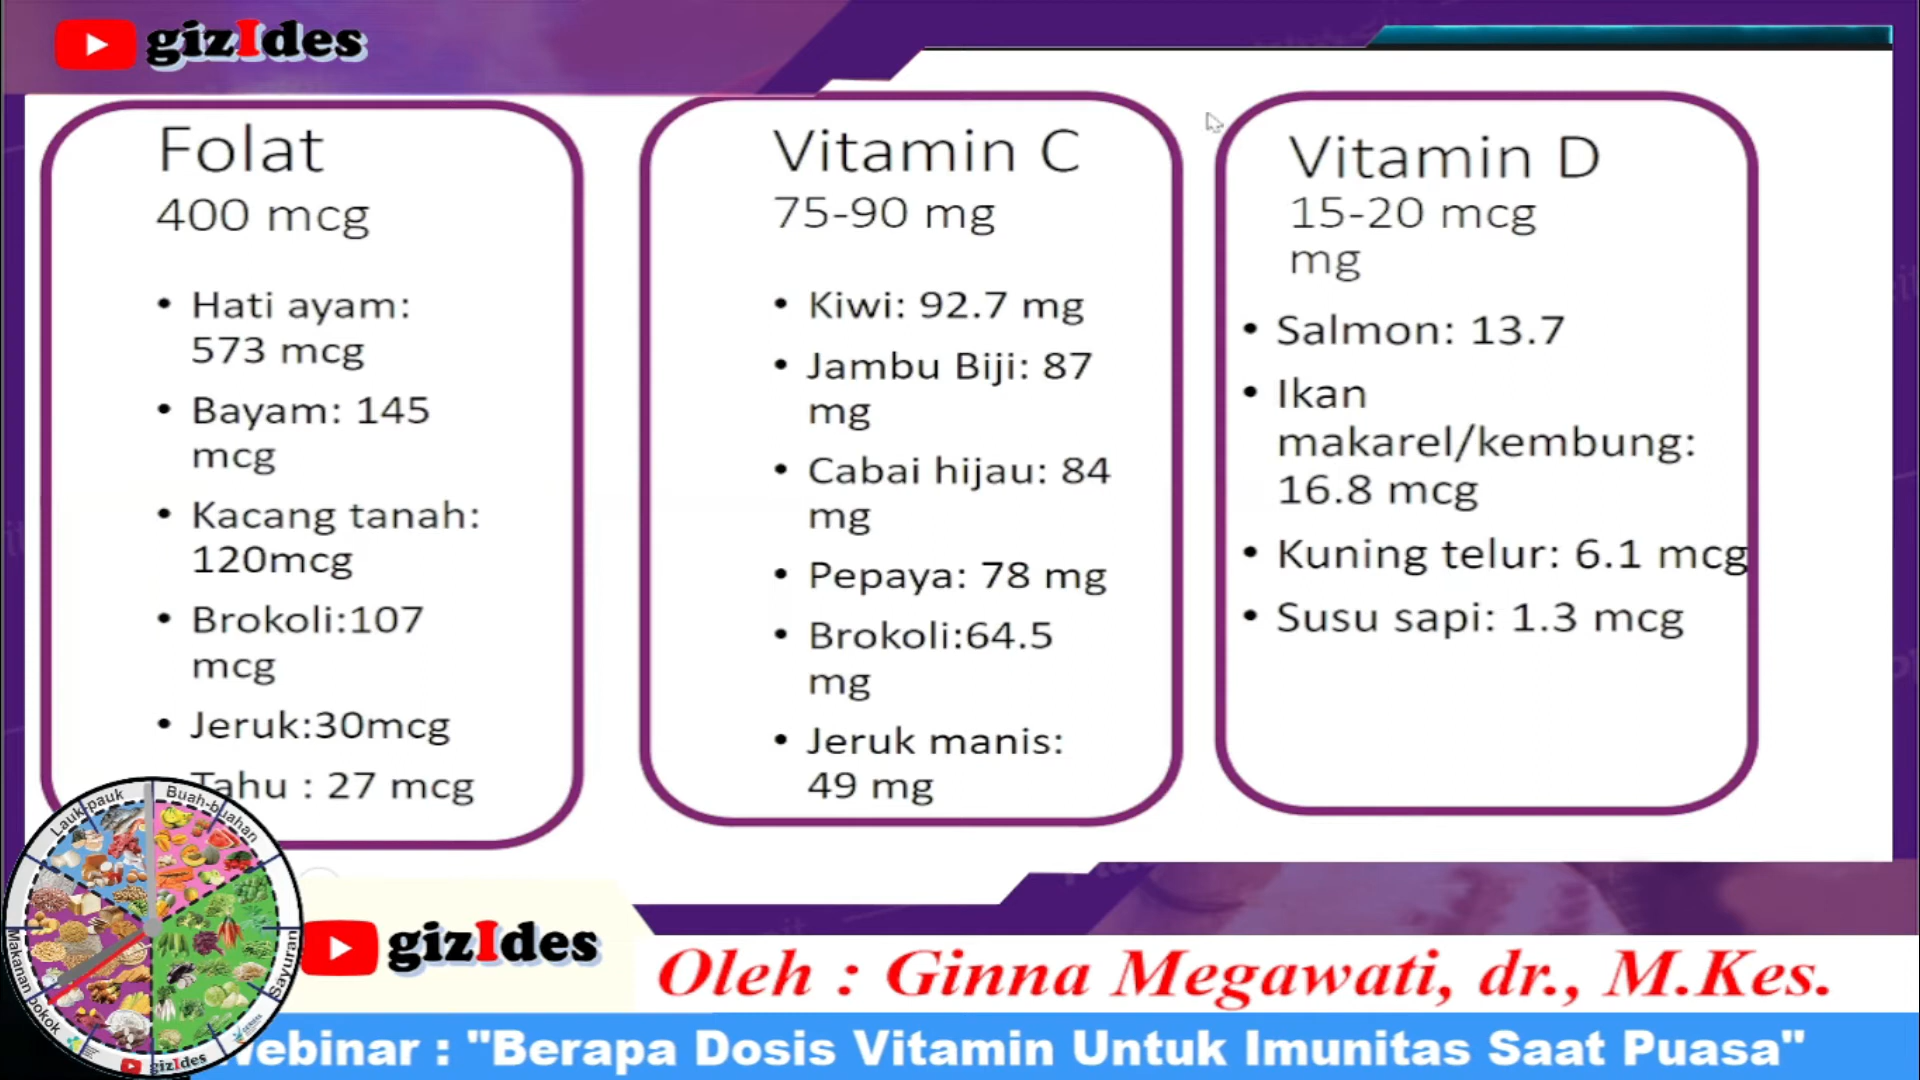 gizIdes
Folat
400 mcg
• Hati ayam:
573 mcg
• Bayam: 145
mcg
• Kacang tanah:
120mcg
• Brokoli:107
mcg
• Jeruk:30mcg
Tahu : 27 mcg
Vitamin C
75-90 mg
• Kiwi: 92.7 mg
• Jambu Biji: 87
mg
• Cabai hijau: 84
mg
• Pepaya: 78 mg
• Brokoli:64.5
mg
• Jeruk manis:
49 mg
Vitamin D
15-20 mcg
mg
• Salmon: 13.7
• Ikan
makarel/kembung:
16.8 mcg
• Kuning telur: 6.1 mcg
• Susu sapi: 1.3 mcg
Lauk-pauk
Buah-buahan
Makanan pokok
Sayuran
gizIdes
gizIdes
Oleh : Ginna Megawati, dr., M.Kes.
Webinar : "Berapa Dosis Vitamin Untuk Imunitas Saat Puasa"